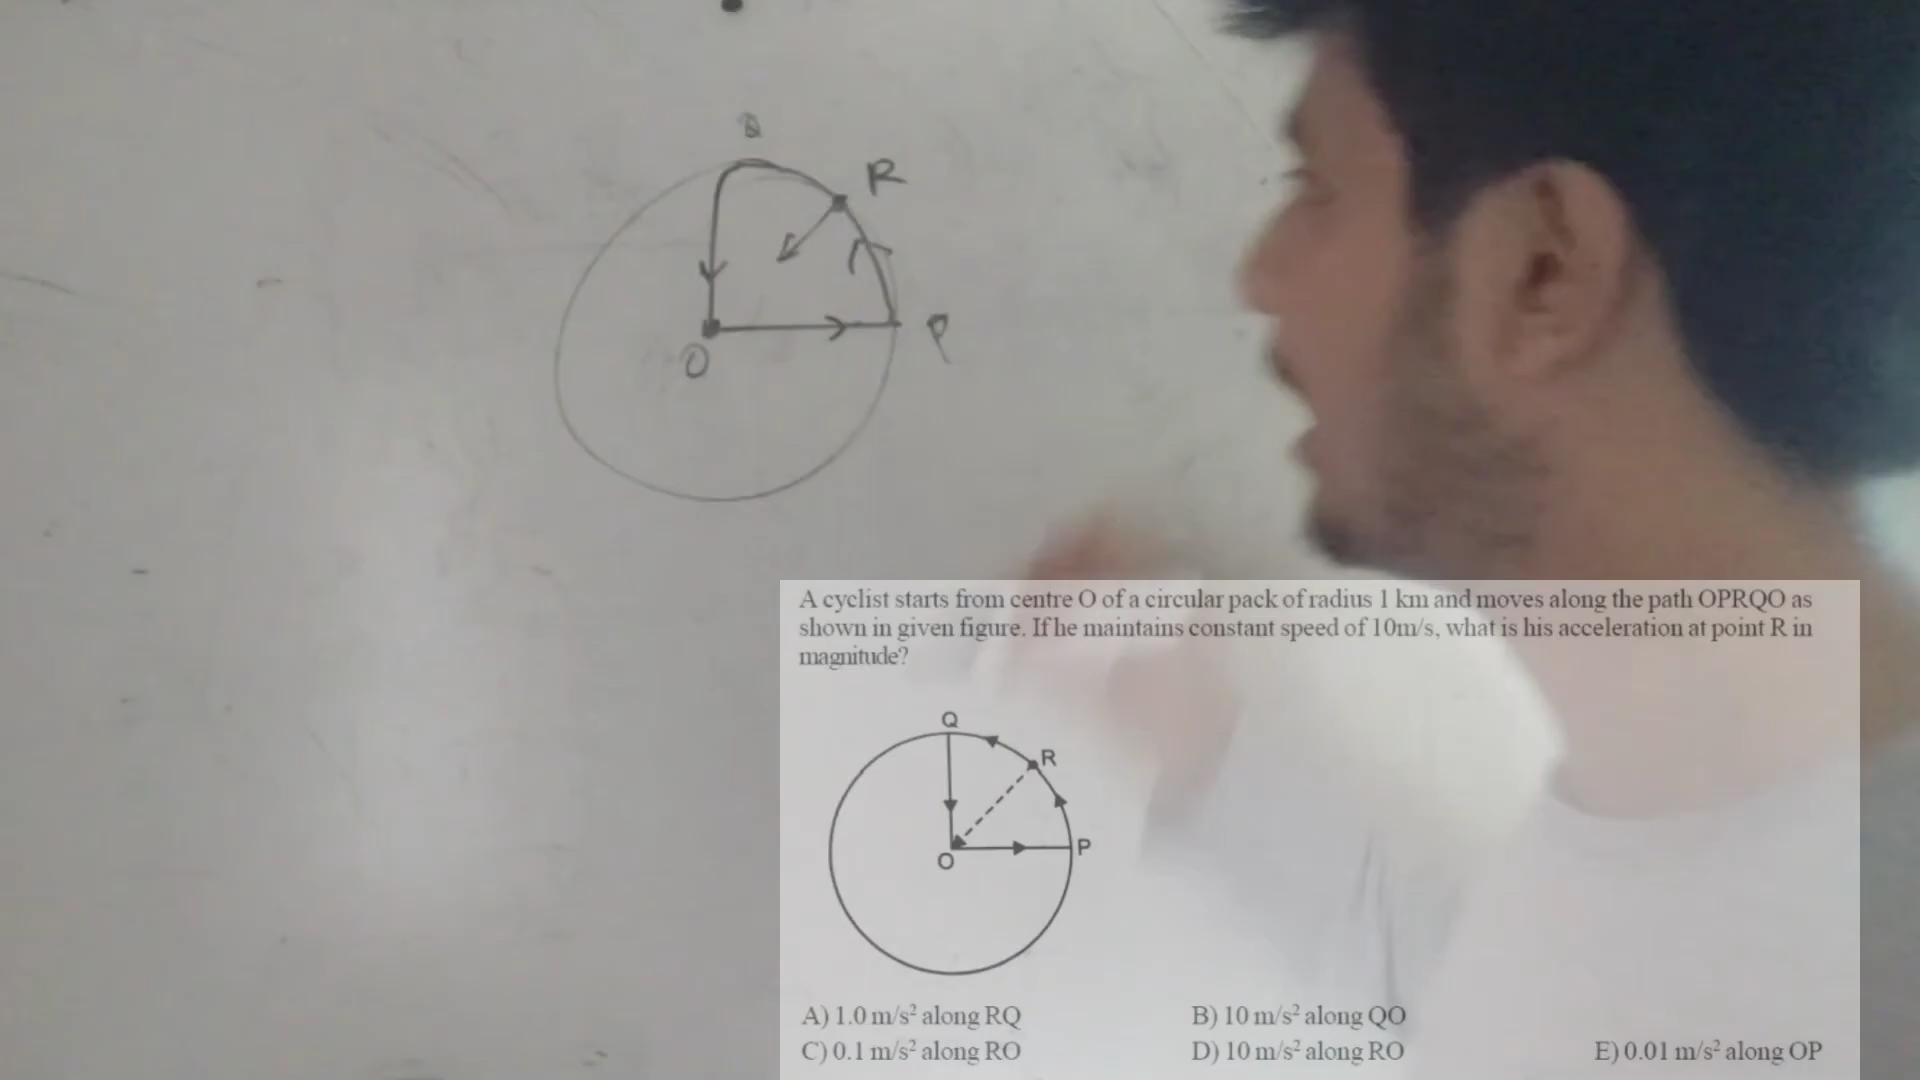 Q
R
O
P
A cyclist starts from centre O of a circular pack of radius 1 km and moves along the path OPRQO as
shown in given figure. If he maintains constant speed of 10m/s, what is his acceleration at point R in
magnitude?
Q
R
O
P
A) 1.0 m/s² along RQ
B) 10 m/s² along QO
C) 0.1 m/s² along RO
D) 10 m/s² along RO
E) 0.01 m/s² along OP